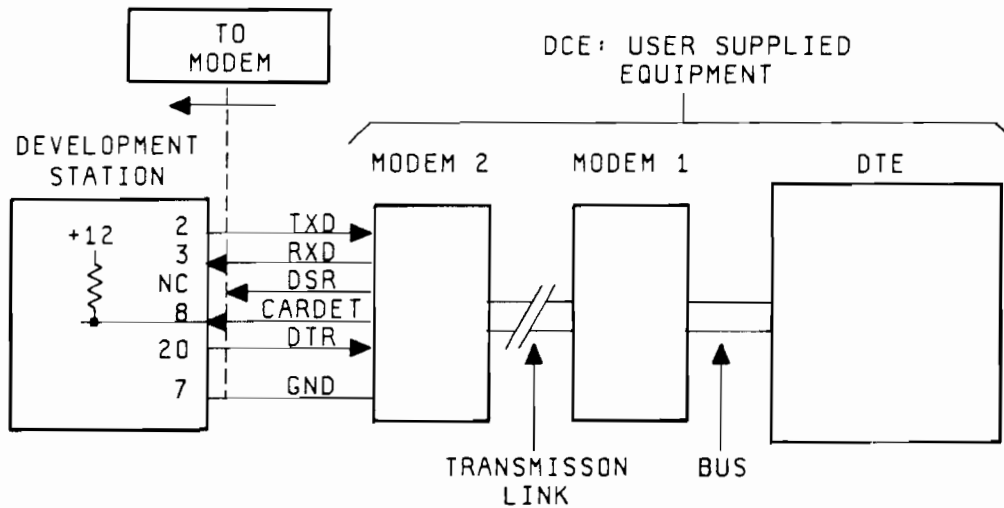 TO
MODEM
DCE: USER SUPPLIED
EQUIPMENT
DEVELOPMENT
STATION
MODEM 2
MODEM 1
DTE
+12
2
TXD
3
RXD
NC
DSR
8
CARDET
20
DTR
7
GND
TRANSMISSON
LINK
BUS